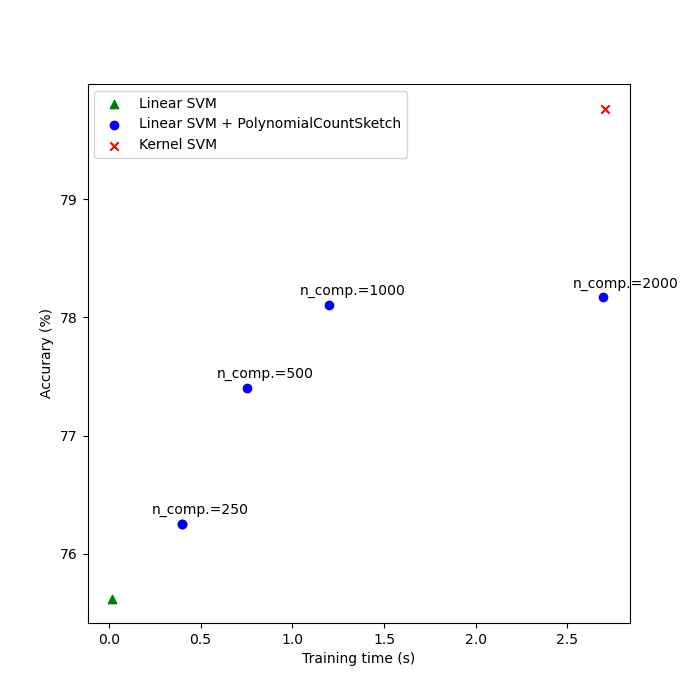 Linear SVM
Linear SVM + PolynomialCountSketch
Kernel SVM
79
78
77
76
Accurary (%)
n_comp.=2000
n_comp.=1000
n_comp.=500
n_comp.=250
0.0 0.5 1.0 1.5 2.0 2.5
Training time (s)